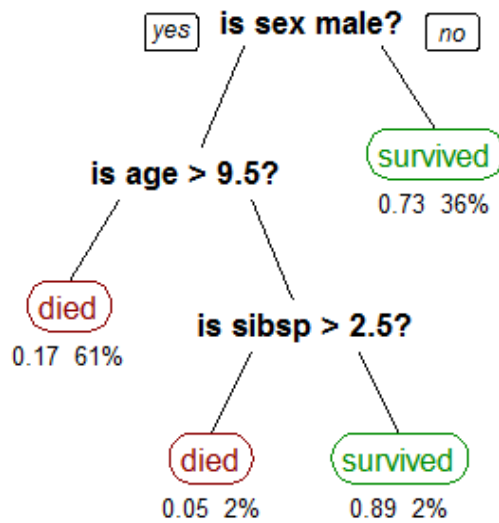 yes is sex male? no
survived
is age > 9.5?
0.73 36%
died
is sibsp > 2.5?
0.17 61%
died survived
0.05 2% 0.89 2%